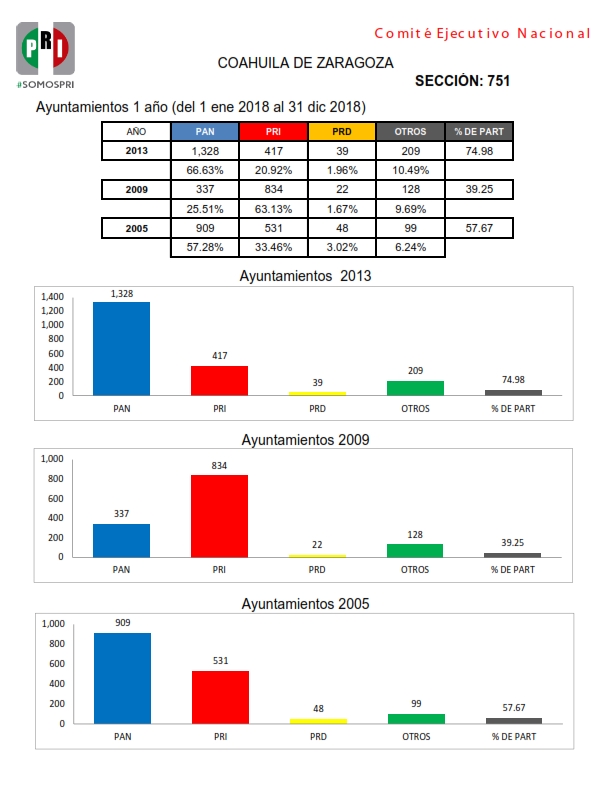 Comité Ejecutivo Nacional
PRI
#SOMOSPRI
COAHUILA DE ZARAGOZA
SECCIÓN: 751
Ayuntamientos 1 año (del 1 ene 2018 al 31 dic 2018)
AÑO PAN PRI PRD OTROS % DE PART
2013 1,328 417 39 209 74.98
66.63% 20.92% 1.96% 10.49%
2009 337 834 22 128 39.25
25.51% 63.13% 1.67% 9.69%
2005 909 531 48 99 57.67
57.28% 33.46% 3.02% 6.24%
Ayuntamientos 2013
1,400
1,200
1,000
800
600
400
200
0
1,328 417 39 209 74.98
PAN PRI PRD OTROS % DE PART
Ayuntamientos 2009
1,000
800
600
400
200
0
337 834 22 128 39.25
PAN PRI PRD OTROS % DE PART
Ayuntamientos 2005
1,000
800
600
400
200
0
909 531 48 99 57.67
PAN PRI PRD OTROS % DE PART